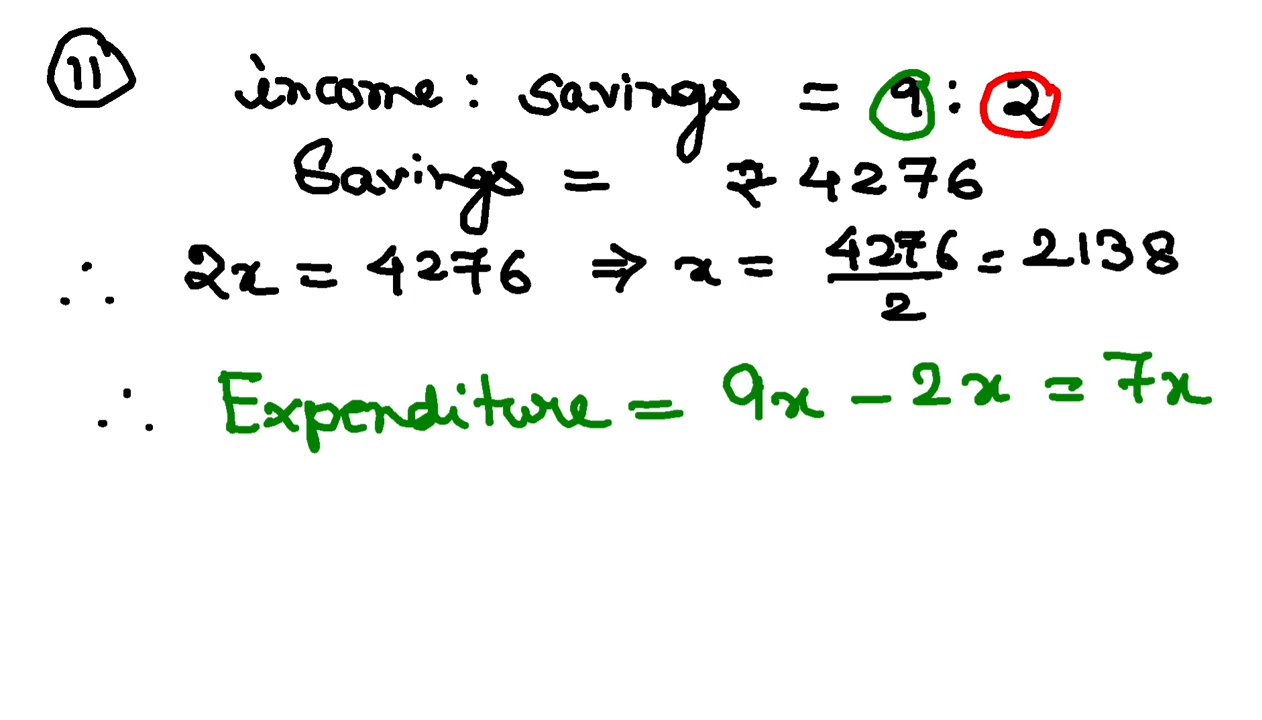 11 income : savings = 9 : 2
Savings = ₹ 4276
∴ 2x = 4276 ⇒ x = 4276/2 = 2138
∴ Expenditure = 9x - 2x = 7x